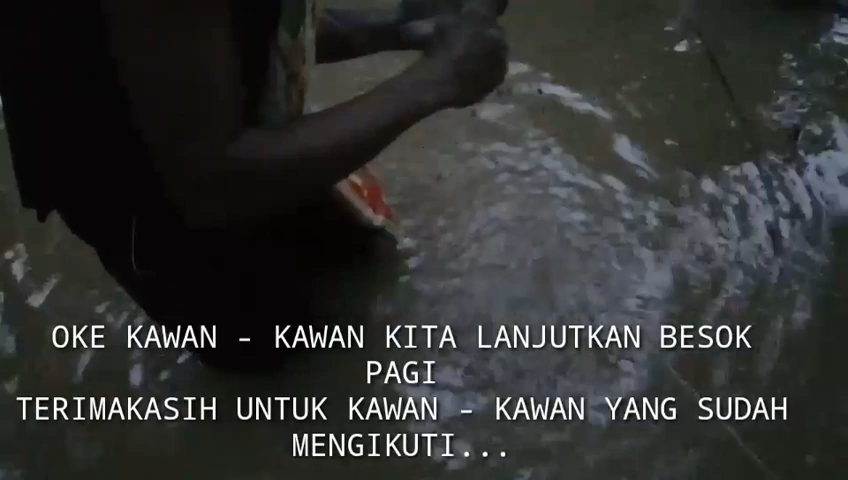 OKE KAWAN - KAWAN KITA LANJUTKAN BESOK
PAGI
TERIMAKASIH UNTUK KAWAN - KAWAN YANG SUDAH
MENGIKUTI...